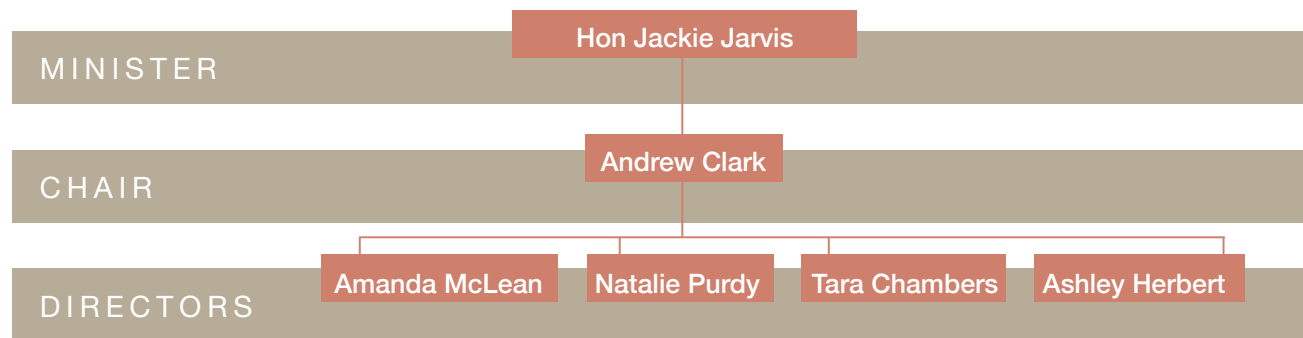 Hon Jackie Jarvis
MINISTER
Andrew Clark
CHAIR
Amanda McLean Natalie Purdy Tara Chambers Ashley Herbert
DIRECTORS